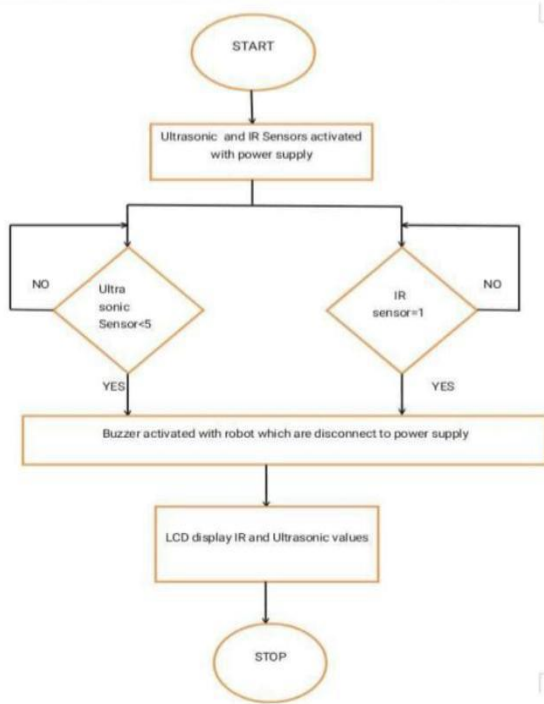 START
Ultrasonic and IR Sensors activated
with power supply
NO
Ultra
sonic
Sensor<5
IR
sensor=1
NO
YES
YES
Buzzer activated with robot which are disconnect to power supply
LCD display IR and Ultrasonic values
STOP